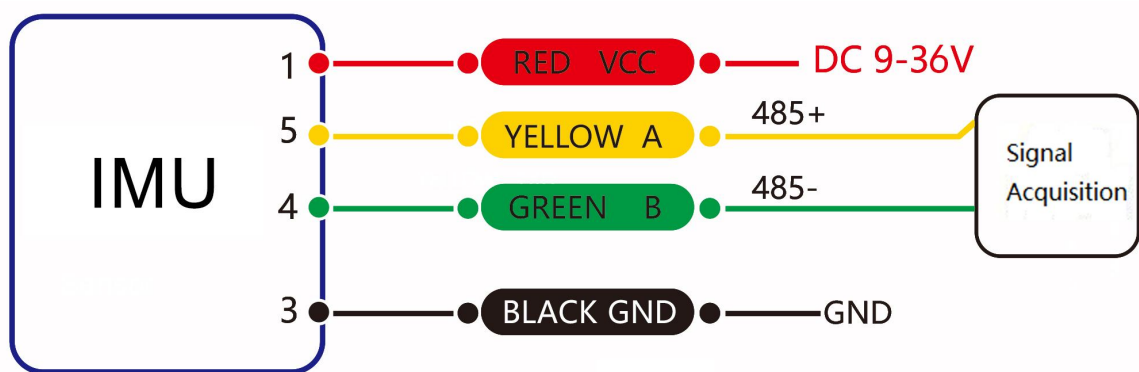 IMU
1 RED VCC DC 9-36V
5 YELLOW A 485+
4 GREEN B 485-
3 BLACK GND GND
Signal
Acquisition